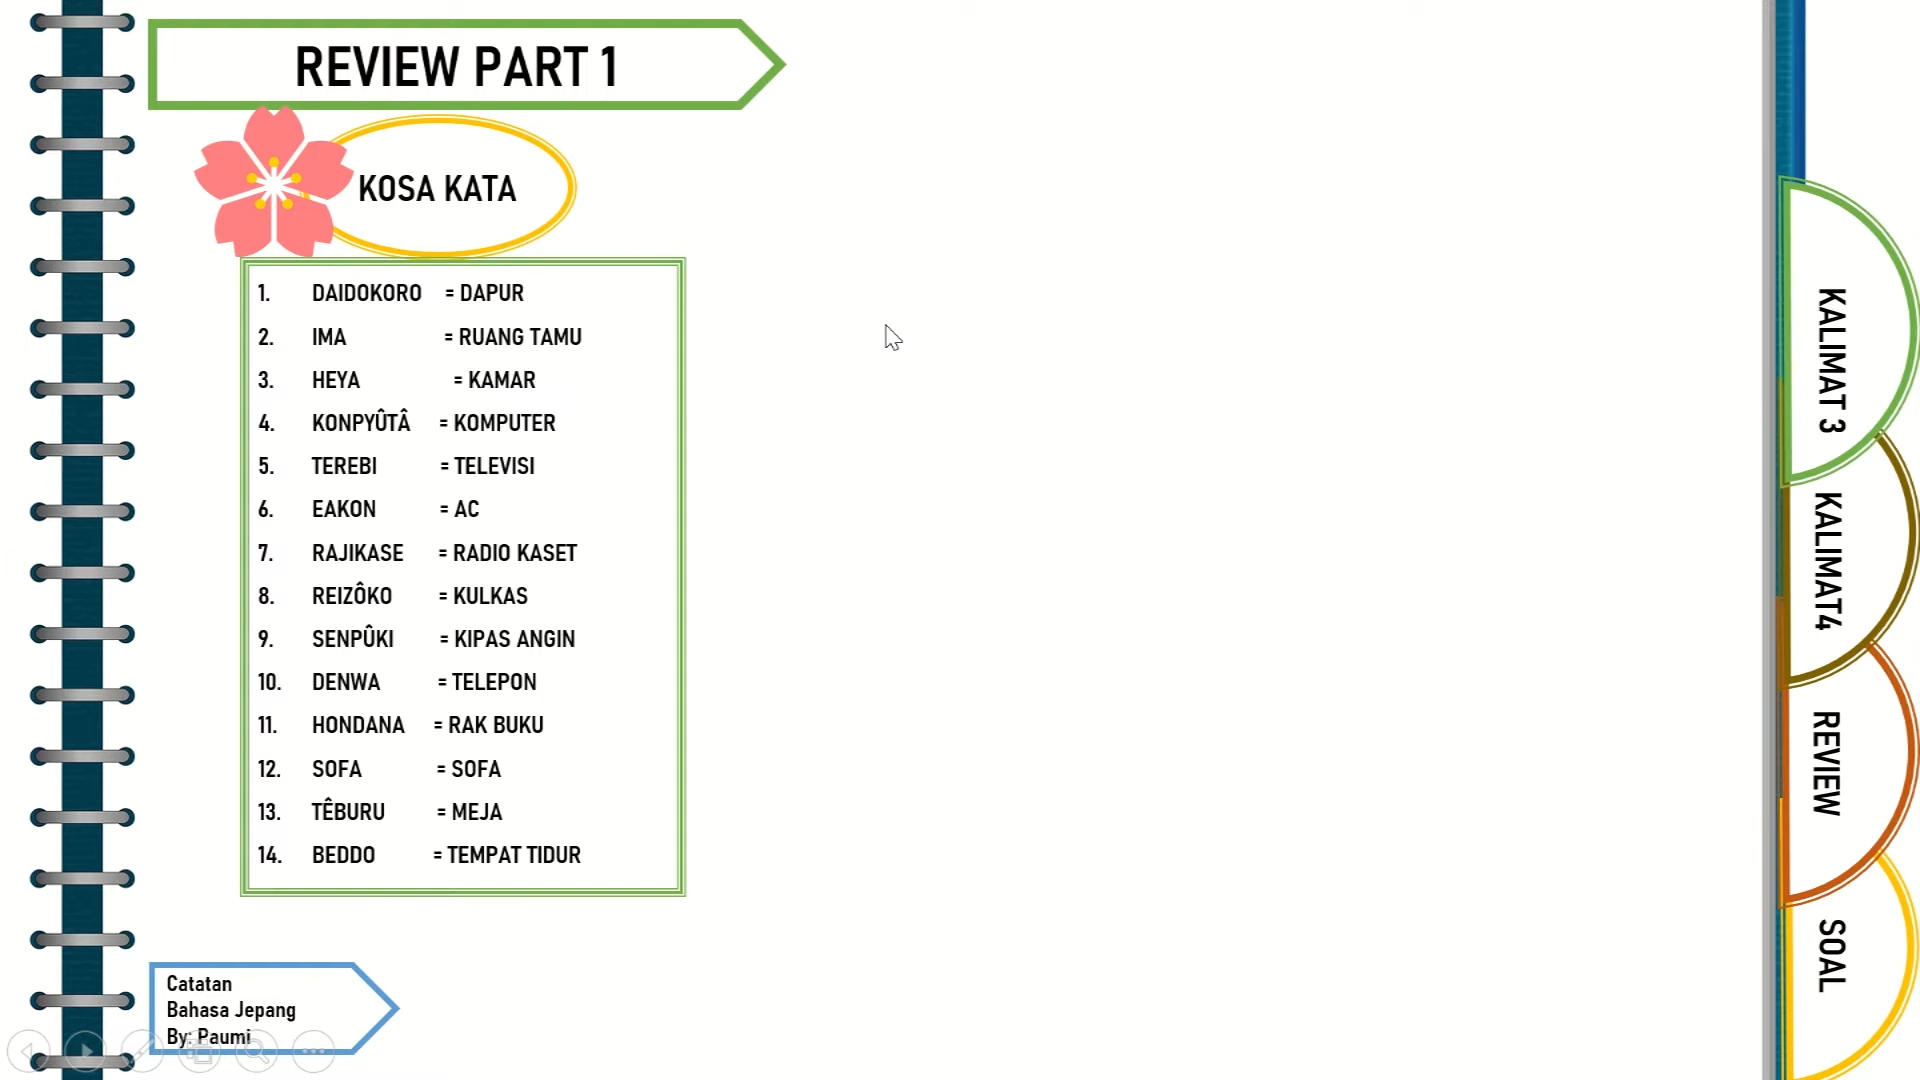 REVIEW PART 1
KOSA KATA
1. DAIDOKORO = DAPUR
2. IMA = RUANG TAMU
3. HEYA = KAMAR
4. KONPYÛTÂ = KOMPUTER
5. TEREBI = TELEVISI
6. EAKON = AC
7. RAJIKASE = RADIO KASET
8. REIZÔKO = KULKAS
9. SENPÛKI = KIPAS ANGIN
10. DENWA = TELEPON
11. HONDANA = RAK BUKU
12. SOFA = SOFA
13. TÊBURU = MEJA
14. BEDDO = TEMPAT TIDUR
Catatan
Bahasa Jepang
By: Paumi
KALIMAT 3
KALIMAT4
REVIEW
SOAL